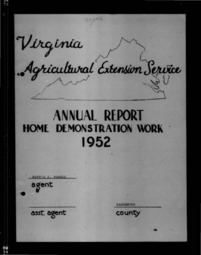 Virginia
Agricultural Extension Service
ANNUAL REPORT
HOME DEMONSTRATION WORK
1952
agent
asst. agent
county